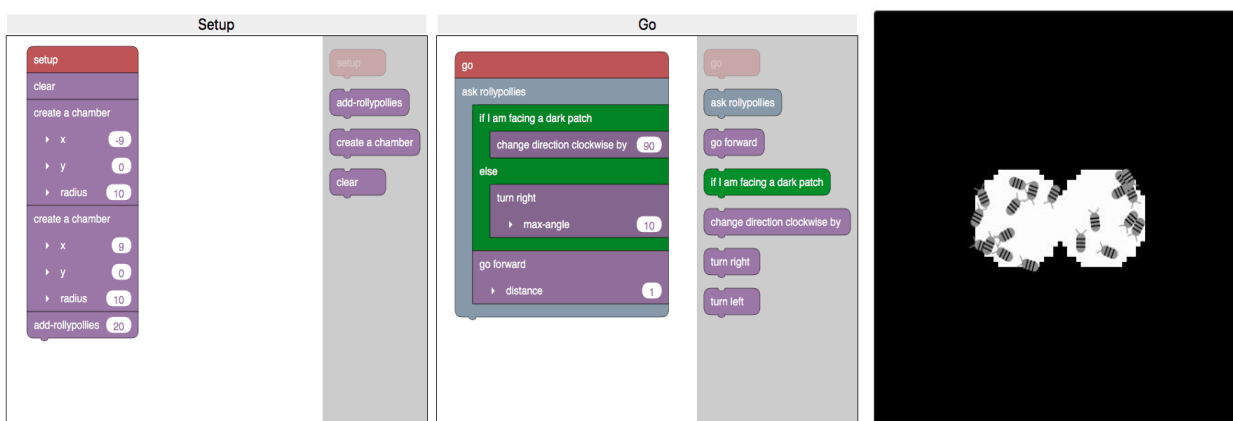 Setup
setup
clear
create a chamber
x -9
y 0
radius 10
create a chamber
x 9
y 0
radius 10
add-rollypollies 20
setup
add-rollypollies
create a chamber
clear
Go
go
ask rollypollies
if I am facing a dark patch
change direction clockwise by 90
else
turn right
max-angle 10
go forward
distance 1
go
ask rollypollies
go forward
if I am facing a dark patch
change direction clockwise by
turn right
turn left